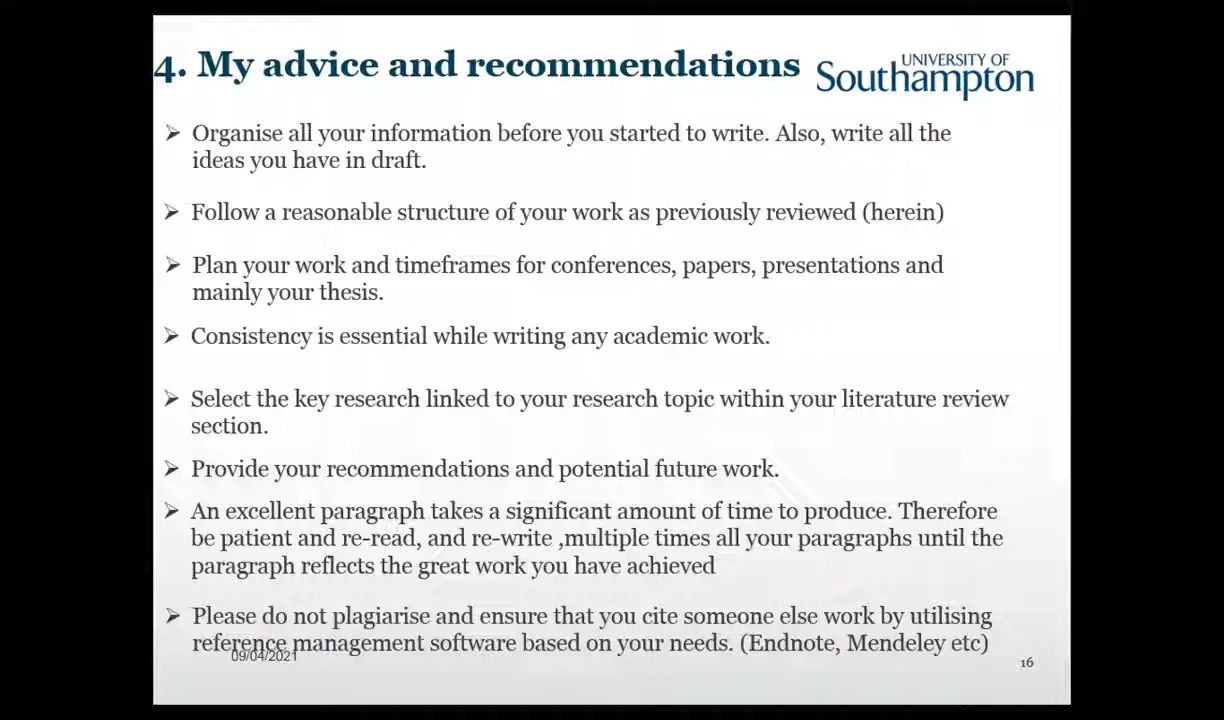 4. My advice and recommendations
UNIVERSITY OF
Southampton
➢ Organise all your information before you started to write. Also, write all the
ideas you have in draft.
➢ Follow a reasonable structure of your work as previously reviewed (herein)
➢ Plan your work and timeframes for conferences, papers, presentations and
mainly your thesis.
➢ Consistency is essential while writing any academic work.
➢ Select the key research linked to your research topic within your literature review
section.
➢ Provide your recommendations and potential future work.
➢ An excellent paragraph takes a significant amount of time to produce. Therefore
be patient and re-read, and re-write ,multiple times all your paragraphs until the
paragraph reflects the great work you have achieved
➢ Please do not plagiarise and ensure that you cite someone else work by utilising
reference management software based on your needs. (Endnote, Mendeley etc)
09/04/2021
16